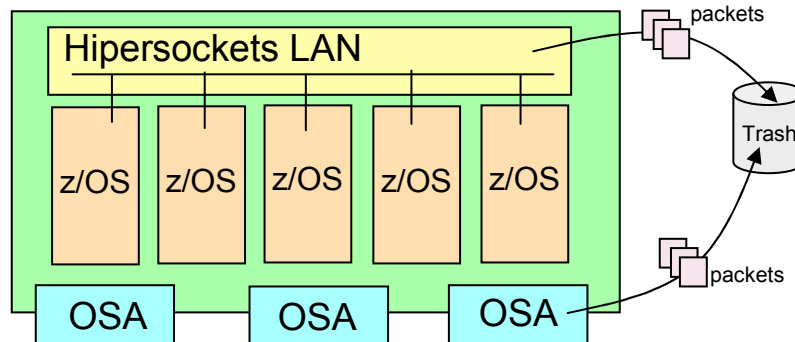 packets
Hipersockets LAN
Trash
z/OS z/OS z/OS z/OS z/OS
packets
OSA OSA OSA